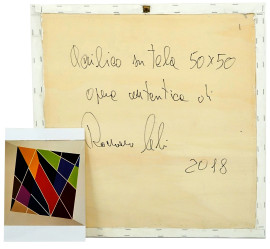 Acrilico su tela 50x50
opera autentica di
2018